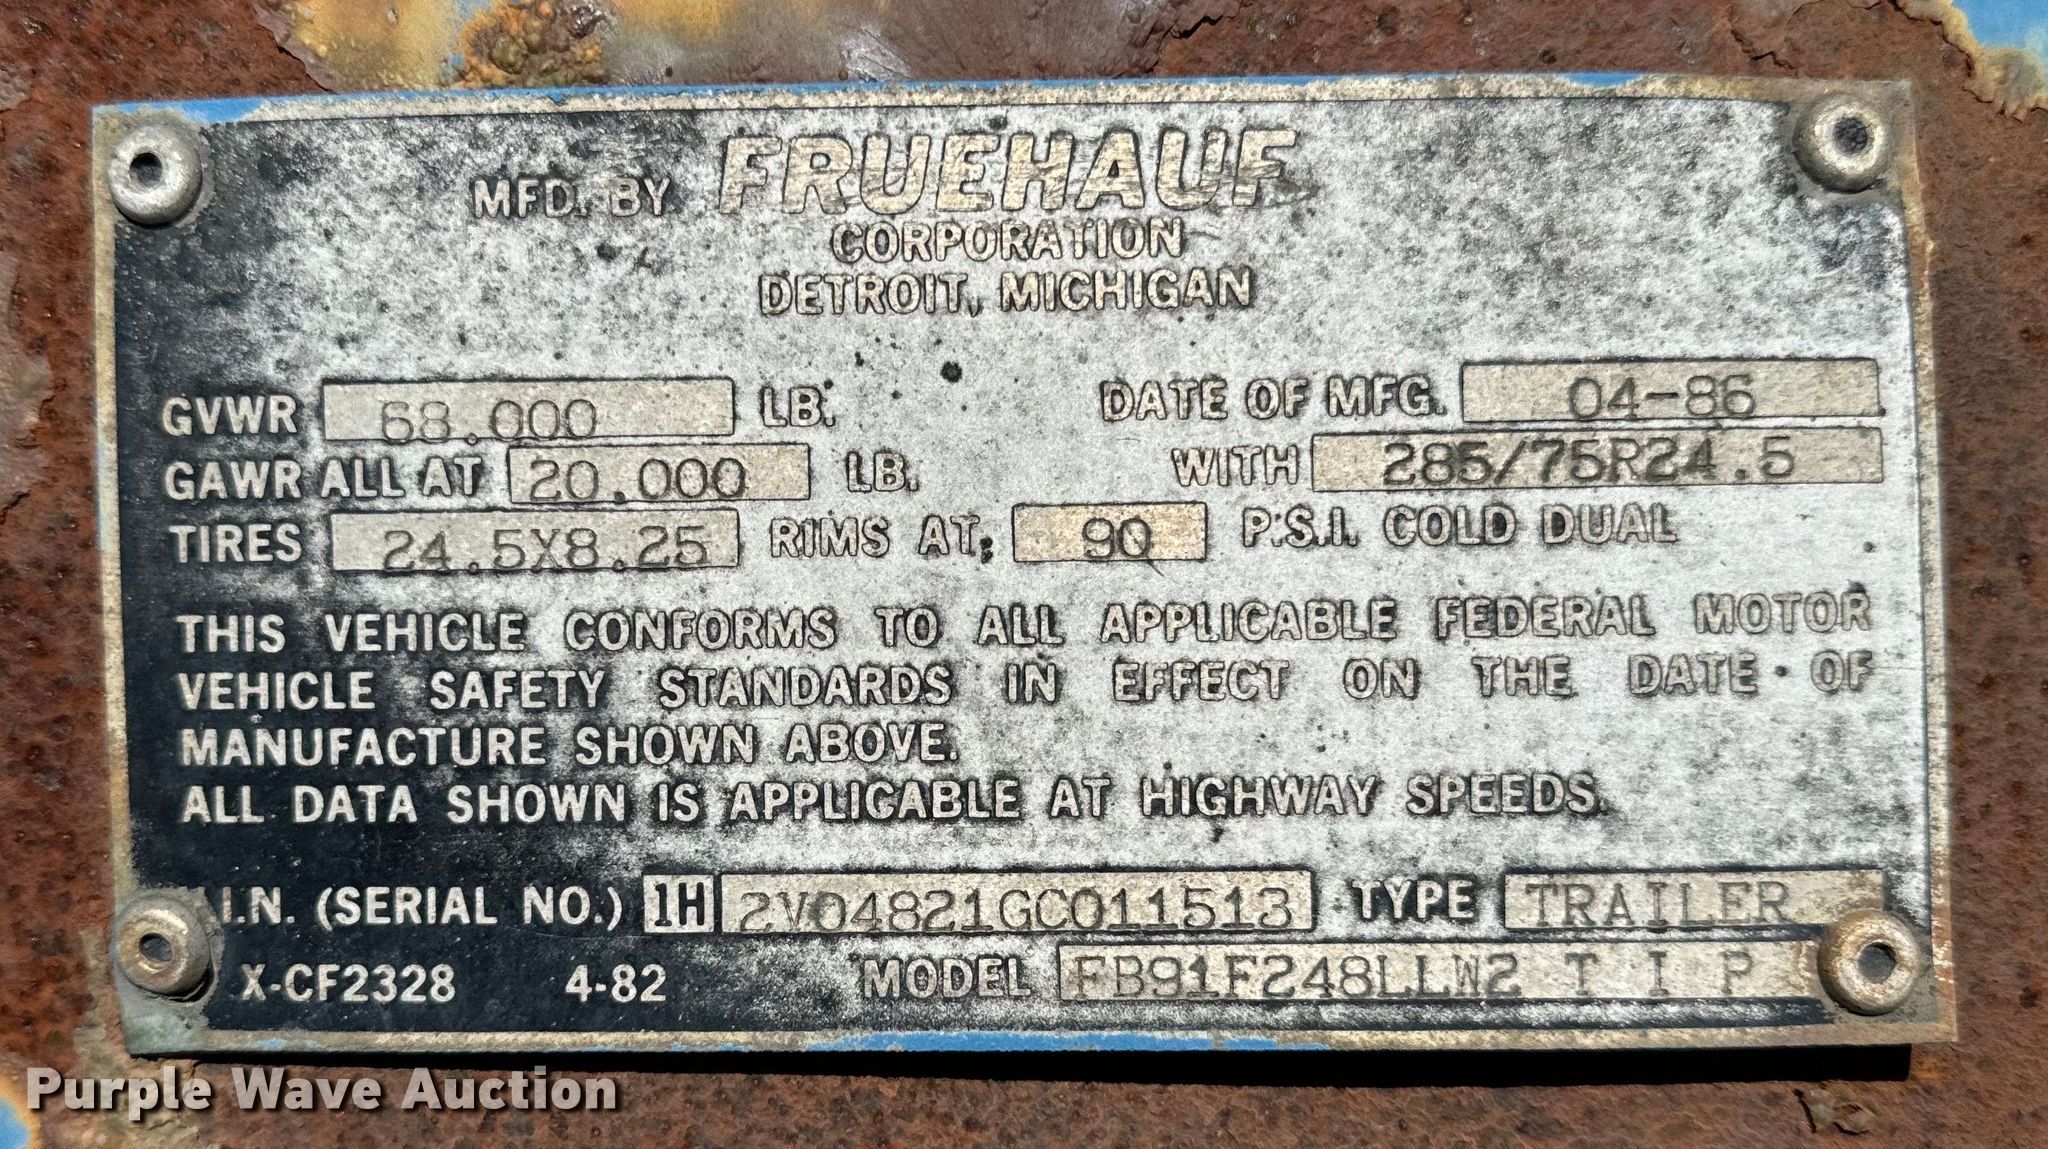 MFD. BY FRUEHAUF
CORPORATION
DETROIT, MICHIGAN
GVWR 68.000 LB. DATE OF MFG. 04-86
GAWR ALL AT 20.000 LB. WITH 285/75R24.5
TIRES 24.5X8.25 RIMS AT 90 P.S.I. COLD DUAL
THIS VEHICLE CONFORMS TO ALL APPLICABLE FEDERAL MOTOR
VEHICLE SAFETY STANDARDS IN EFFECT ON THE DATE OF
MANUFACTURE SHOWN ABOVE.
ALL DATA SHOWN IS APPLICABLE AT HIGHWAY SPEEDS.
.I.N. (SERIAL NO.) 1H 2V04821GC011513 TYPE TRAILER
X-CF2328 4-82 MODEL FB91F248LLW2 T I P
Purple Wave Auction